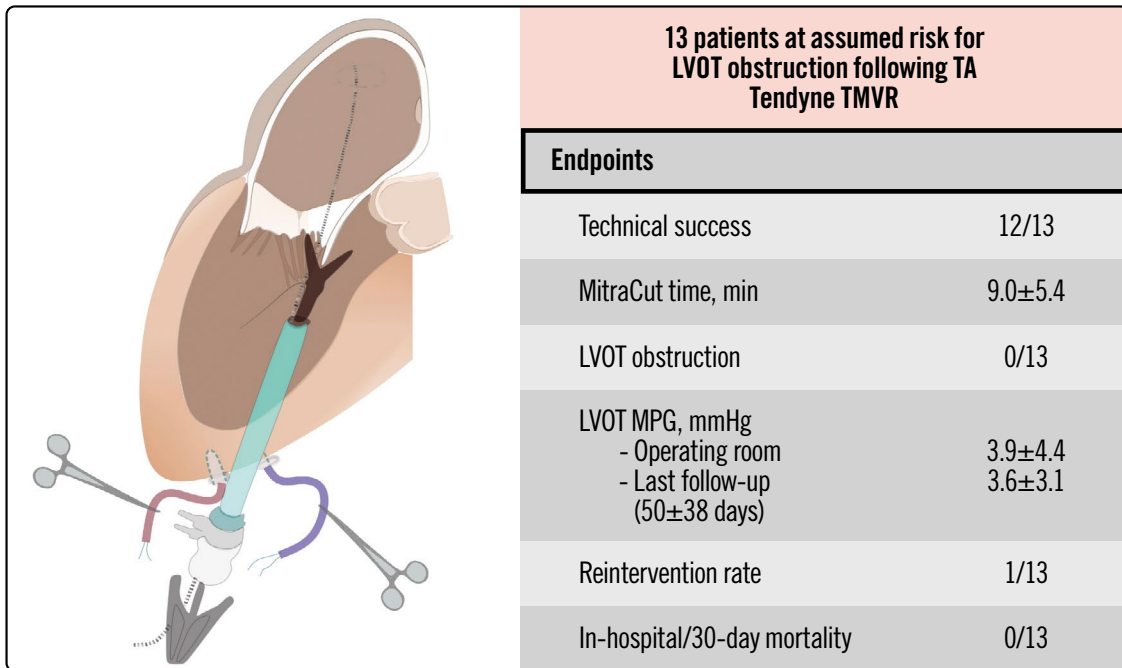 13 patients at assumed risk for
LVOT obstruction following TA
Tendyne TMVR
Endpoints
Technical success 12/13
MitraCut time, min 9.0±5.4
LVOT obstruction 0/13
LVOT MPG, mmHg
- Operating room 3.9±4.4
- Last follow-up 3.6±3.1
(50±38 days)
Reintervention rate 1/13
In-hospital/30-day mortality 0/13